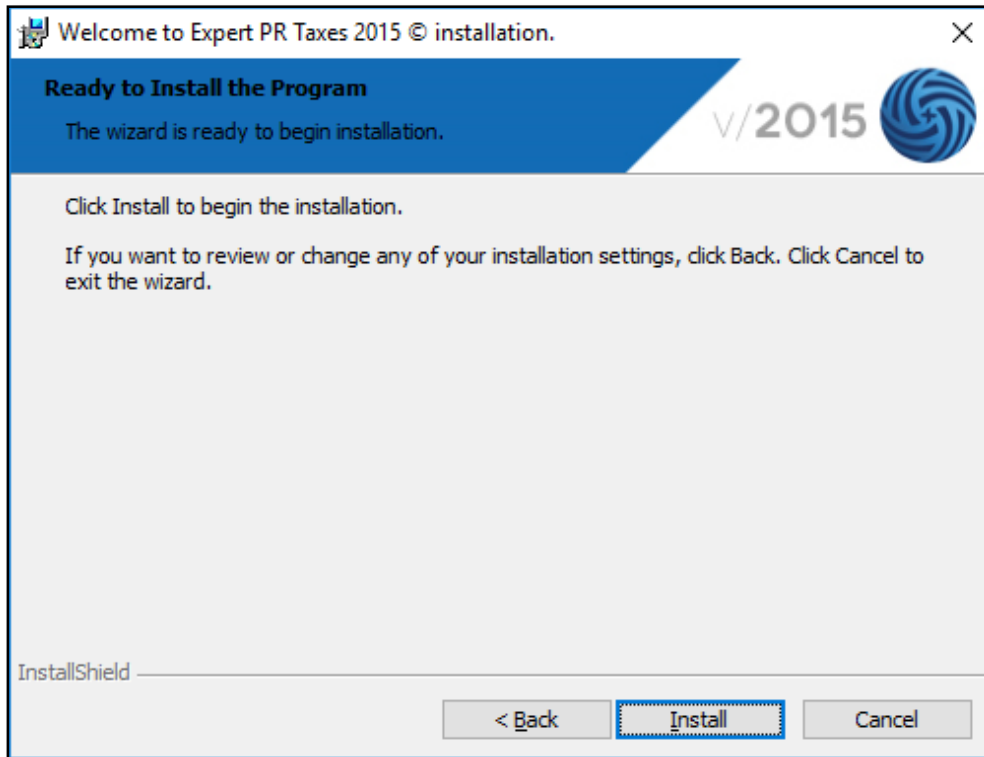 Welcome to Expert PR Taxes 2015 © installation.
Ready to Install the Program
The wizard is ready to begin installation.
v/2015
Click Install to begin the installation.
If you want to review or change any of your installation settings, click Back. Click Cancel to
exit the wizard.
InstallShield
< Back
Install
Cancel